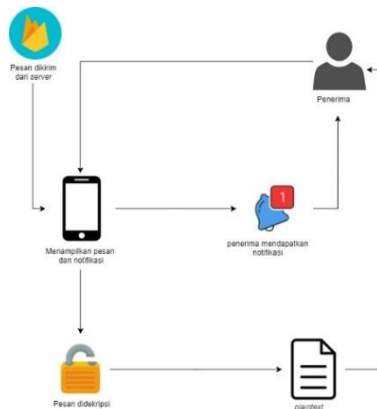 Pesan dikirim
dari server
Penerima
1
Menampilkan pesan
dan notifikasi
penerima mendapatkan
notifikasi
Pesan didekripsi
plaintext